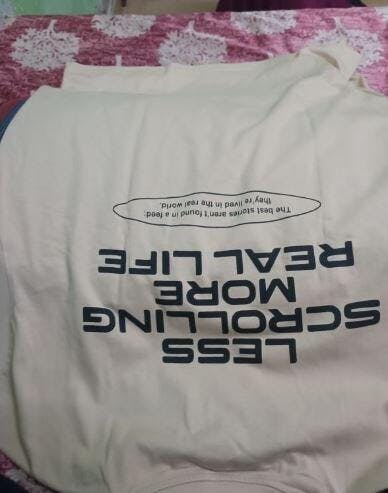 LESS
SCROLLING
MORE
REAL LIFE
The best stories aren't found in a feed:
they're lived in the real world.